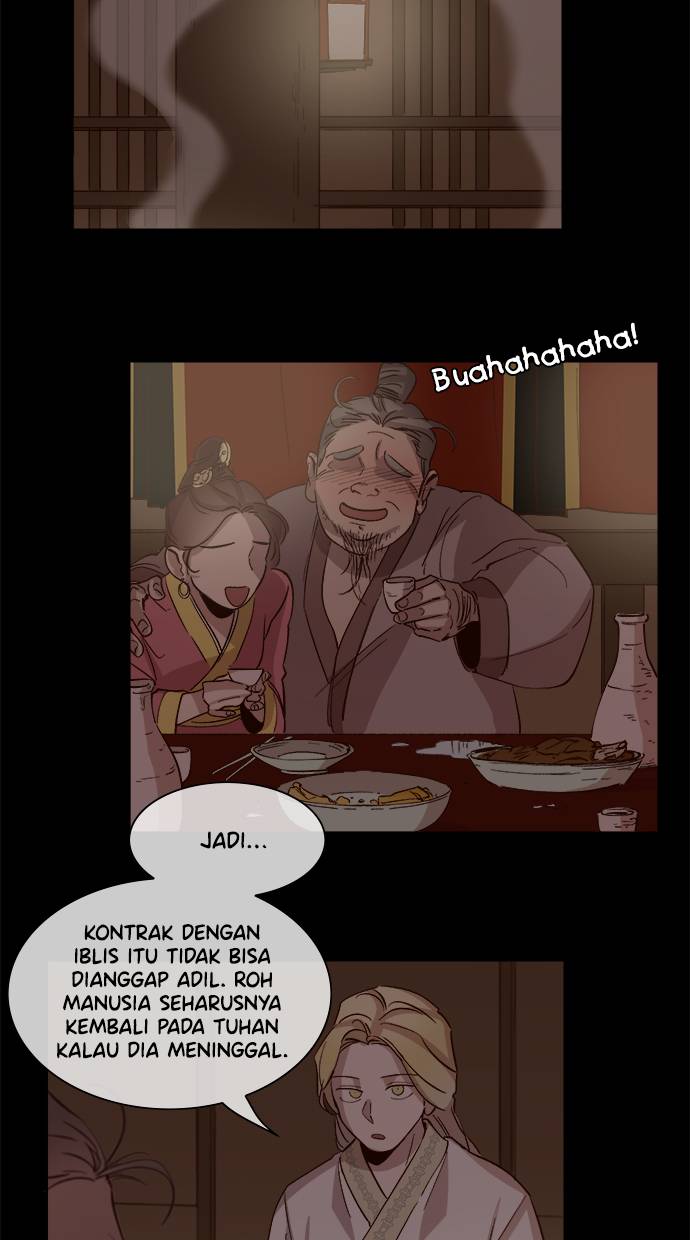 Buahahahaha!
JADI...
KONTRAK DENGAN
IBLIS ITU TIDAK BISA
DIANGGAP ADIL. ROH
MANUSIA SEHARUSNYA
KEMBALI PADA TUHAN
KALAU DIA MENINGGAL.